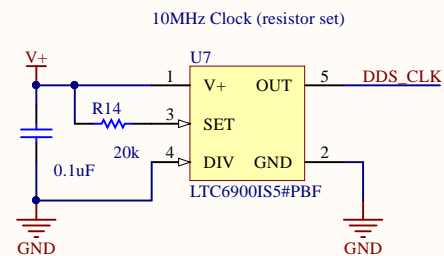 10MHz Clock (resistor set)
V+
U7
1
V+
OUT
5
DDS_CLK
R14
3
SET
20k
4
DIV
GND
2
0.1uF
LTC6900IS5#PBF
GND
GND